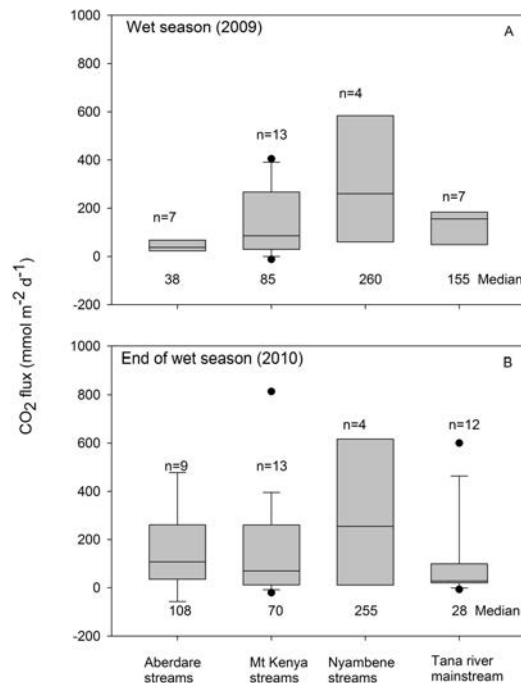 Wet season (2009)
A
1000
800
600
400
200
0
-200
n=7
n=13
n=4
n=7
38
85
260
155
Median
CO2 flux (mmol m-2 d-1)
End of wet season (2010)
B
1000
800
600
400
200
0
-200
n=9
n=13
n=4
n=12
108
70
255
28
Median
Aberdare
streams
Mt Kenya
streams
Nyambene
streams
Tana river
mainstream